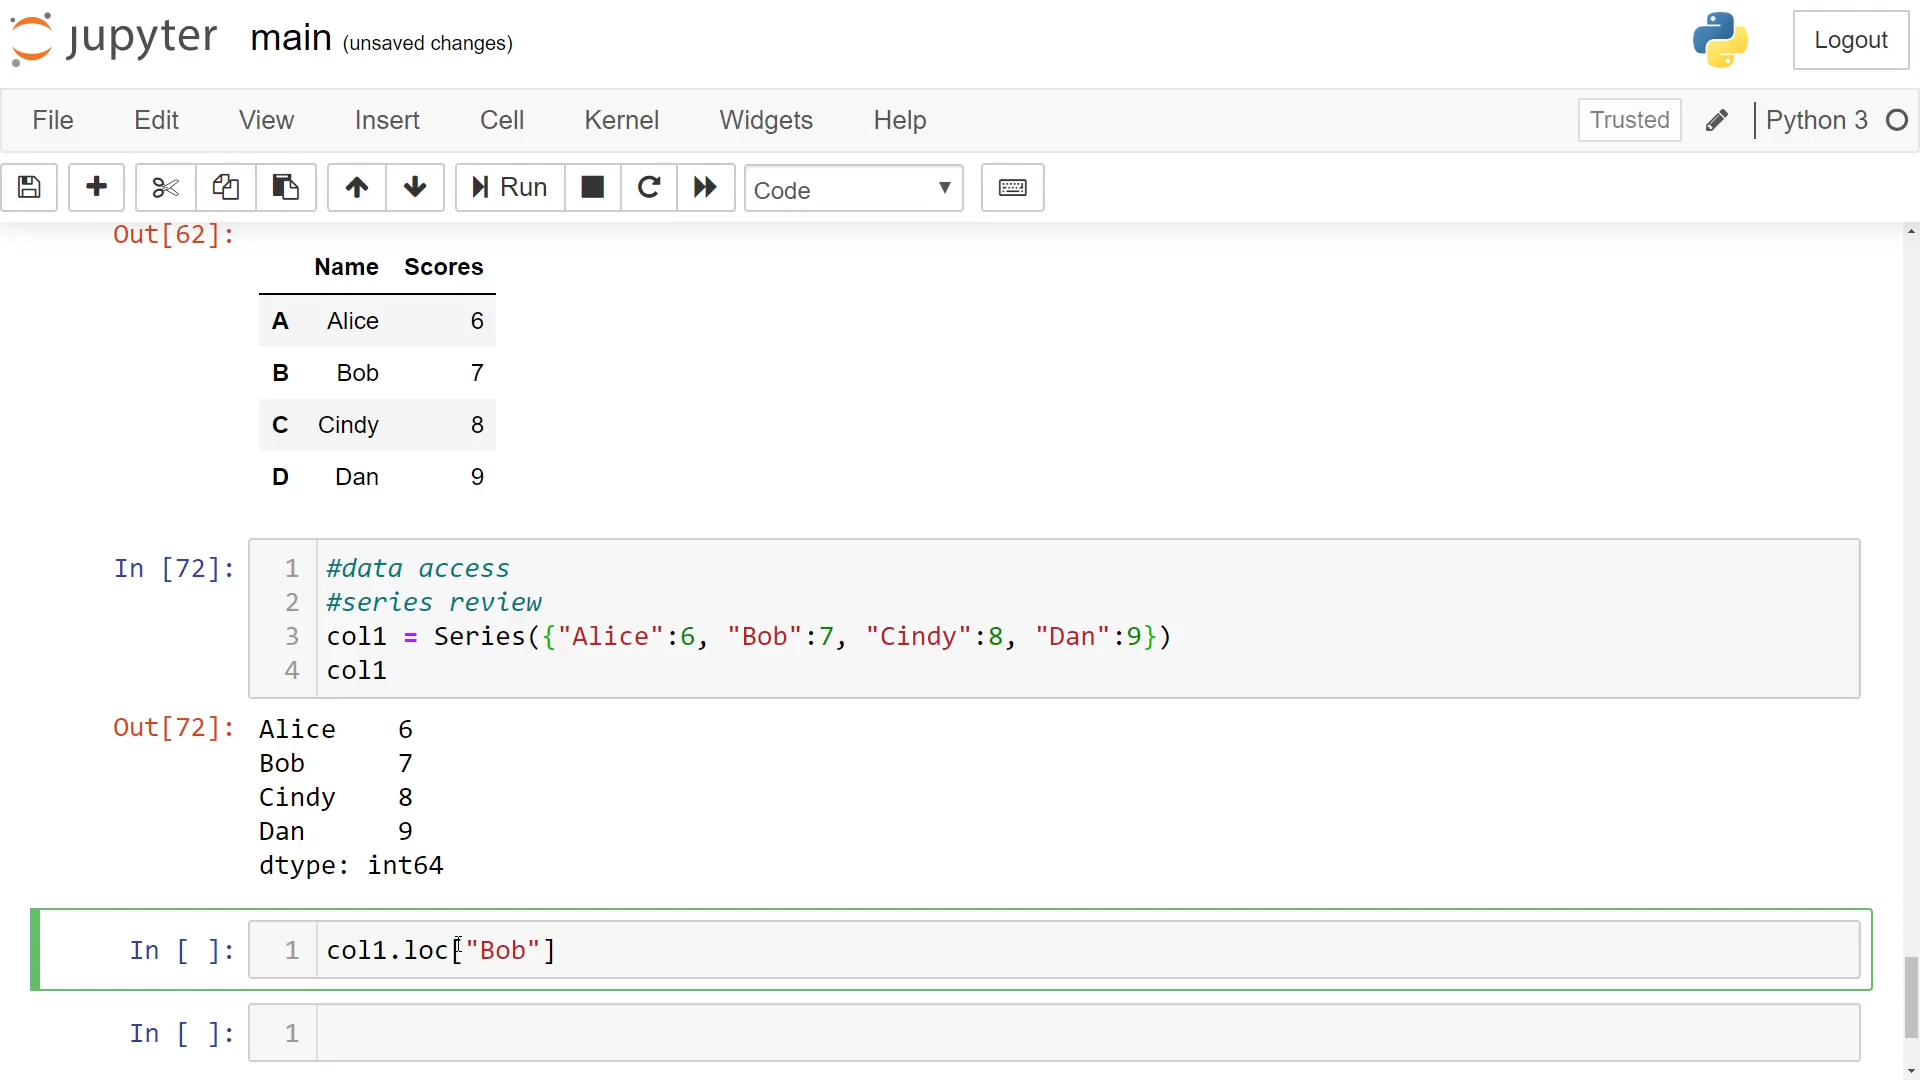 jupyter main (unsaved changes) Logout
File Edit View Insert Cell Kernel Widgets Help Trusted Python 3
Run Code
Out[62]:
Name Scores
A Alice 6
B Bob 7
C Cindy 8
D Dan 9
In [72]: 1 #data access
2 #series review
3 col1 = Series({"Alice":6, "Bob":7, "Cindy":8, "Dan":9})
4 col1
Out[72]: Alice 6
Bob 7
Cindy 8
Dan 9
dtype: int64
In [ ]: 1 col1.loc["Bob"]
In [ ]: 1